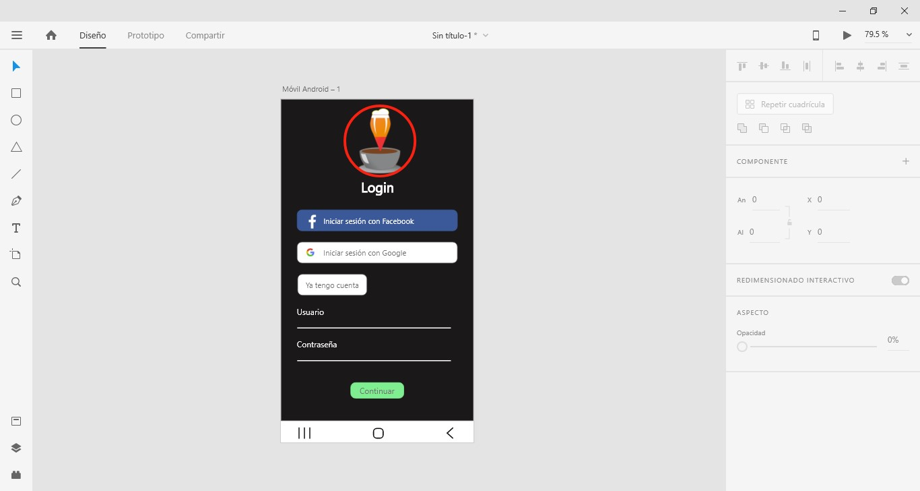 Diseño Prototipo Compartir Sin título-1 * 79.5 %
Móvil Android – 1
Login
Iniciar sesión con Facebook
G Iniciar sesión con Google
Ya tengo cuenta
Usuario
Contraseña
Continuar
Repetir cuadrícula
COMPONENTE
An 0 X 0
Al 0 Y 0
REDIMENSIONADO INTERACTIVO
ASPECTO
Opacidad
0%